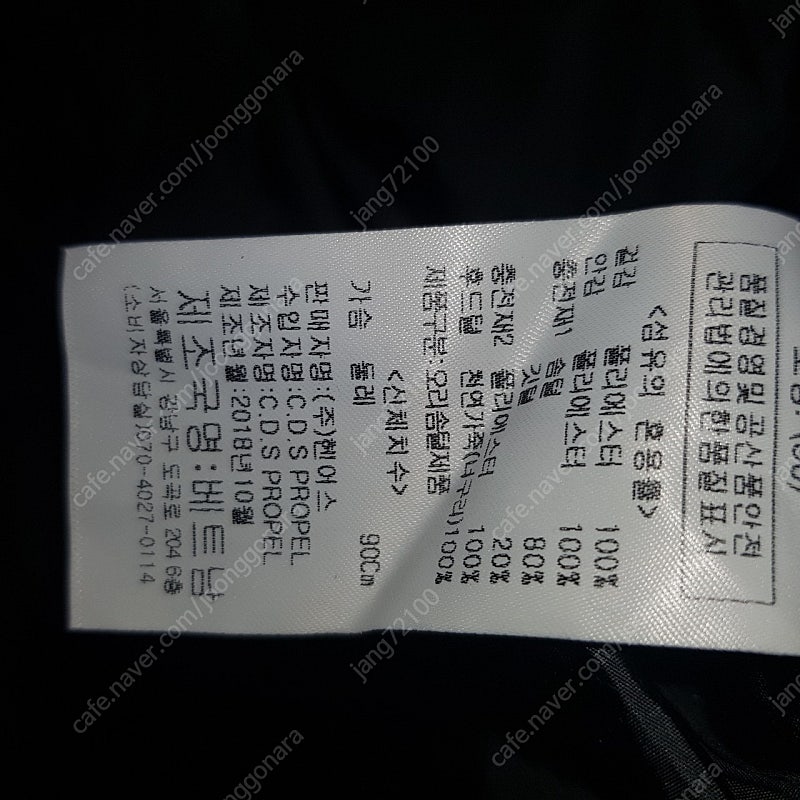 품질경영및공산품안전
관리법에의한품질표시
<섬유의 혼용률>
겉감 폴리에스터 100%
안감 폴리에스터 100%
충전재1 솜털 80%
깃털 20%
충전재2 폴리에스터 100%
후드털 천연가죽(너구리)100%
제품구분:오리솜털제품
<신체치수>
가슴 둘레 90Cm
판매자명:(주)헨어스
수입자명:C.D.S PROPEL
제조자명:C.D.S PROPEL
제조년월:2018년10월
제조국명:베트남
서울특별시 강남구 도곡로 204 6층
(소비자상담실)070-4027-0114
cafe.naver.com/joonggonara
jang72100